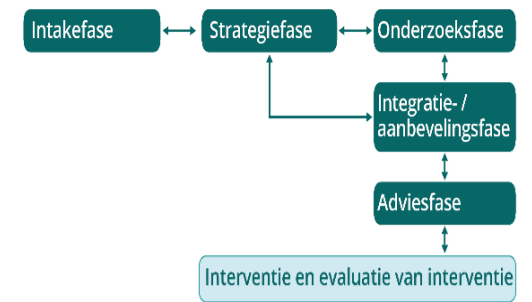 Intakefase
Strategiefase
Onderzoeksfase
Integratie- /
aanbevelingsfase
Adviesfase
Interventie en evaluatie van interventie